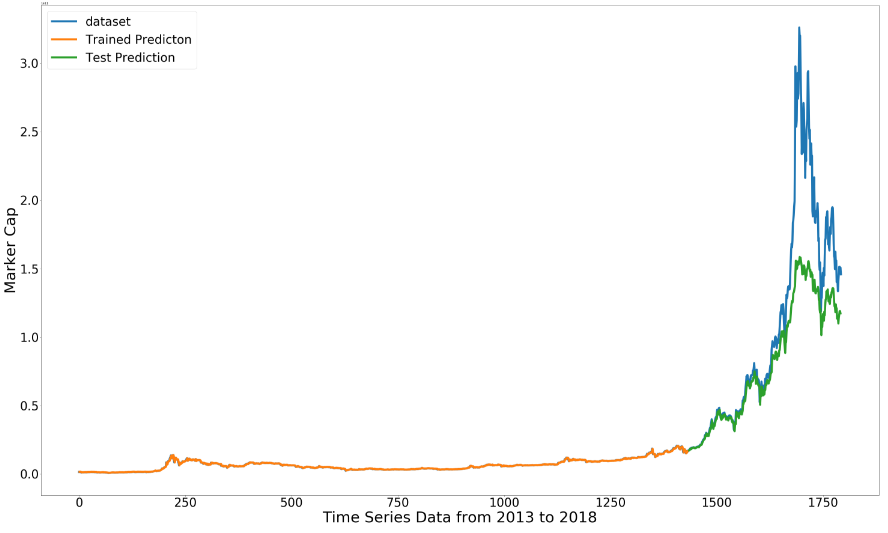 dataset
Trained Predicton
Test Prediction
3.0
2.5
2.0
1.5
1.0
0.5
0.0
Marker Cap
0 250 500 750 1000 1250 1500 1750
Time Series Data from 2013 to 2018